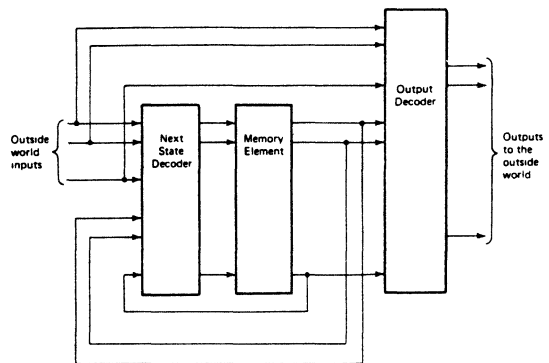 Outside
world
inputs
Next
State
Decoder
Memory
Element
Output
Decoder
Outputs
to the
outside
world